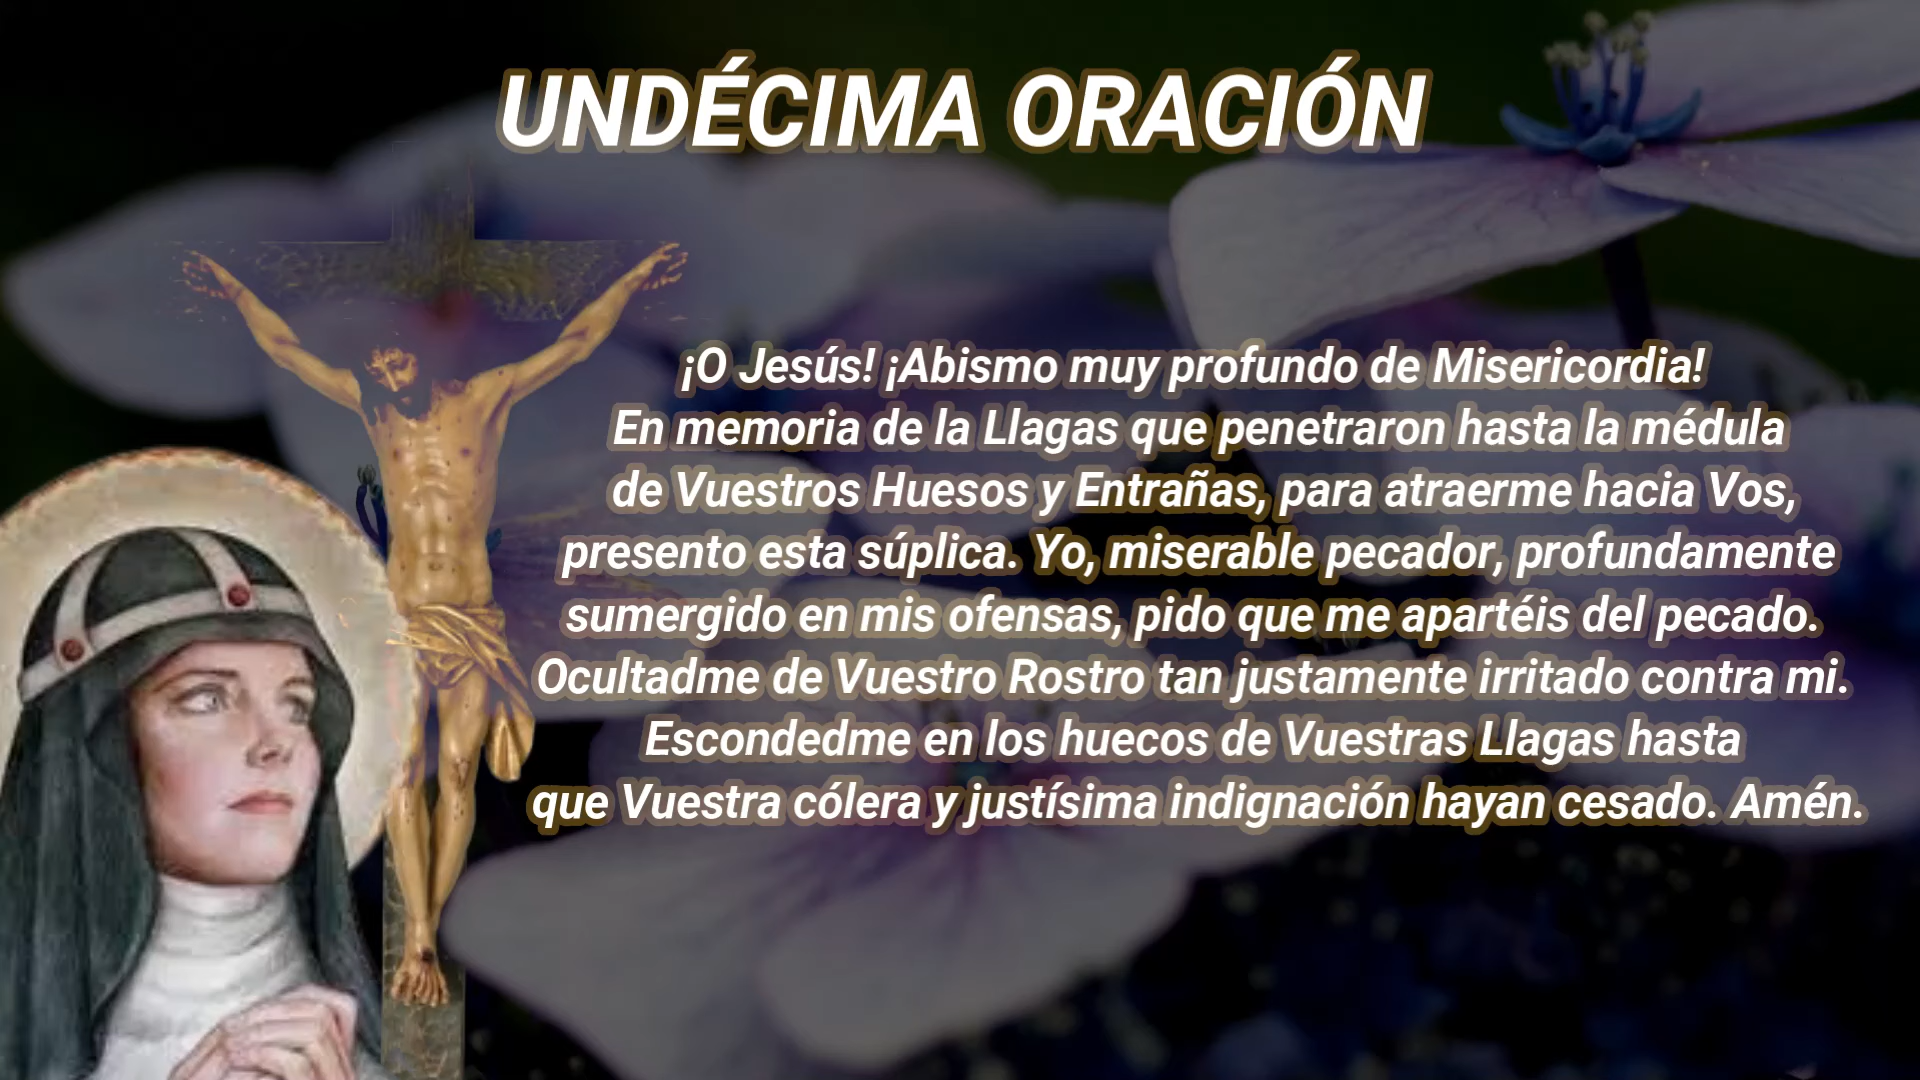 UNDÉCIMA ORACIÓN
¡O Jesús! ¡Abismo muy profundo de Misericordia!
En memoria de la Llagas que penetraron hasta la médula
de Vuestros Huesos y Entrañas, para atraerme hacia Vos,
presento esta súplica. Yo, miserable pecador, profundamente
sumergido en mis ofensas, pido que me apartéis del pecado.
Ocultadme de Vuestro Rostro tan justamente irritado contra mi.
Escondedme en los huecos de Vuestras Llagas hasta
que Vuestra cólera y justísima indignación hayan cesado. Amén.